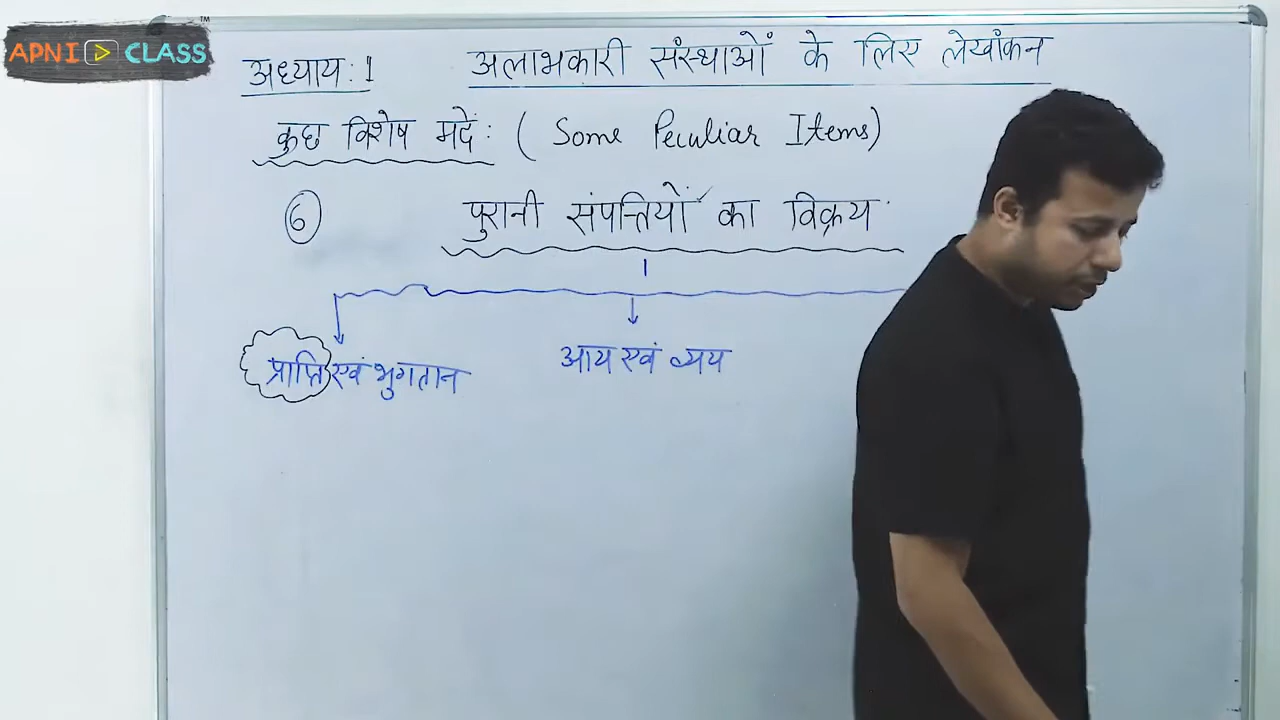 APNI CLASS ™
अध्याय: 1 अलाभकारी संस्थाओं के लिए लेखांकन
कुछ विशेष मदें: ( Some Peculiar Items)
6 पुरानी संपत्तियों का विक्रय
प्राप्ति एवं भुगतान आय एवं व्यय